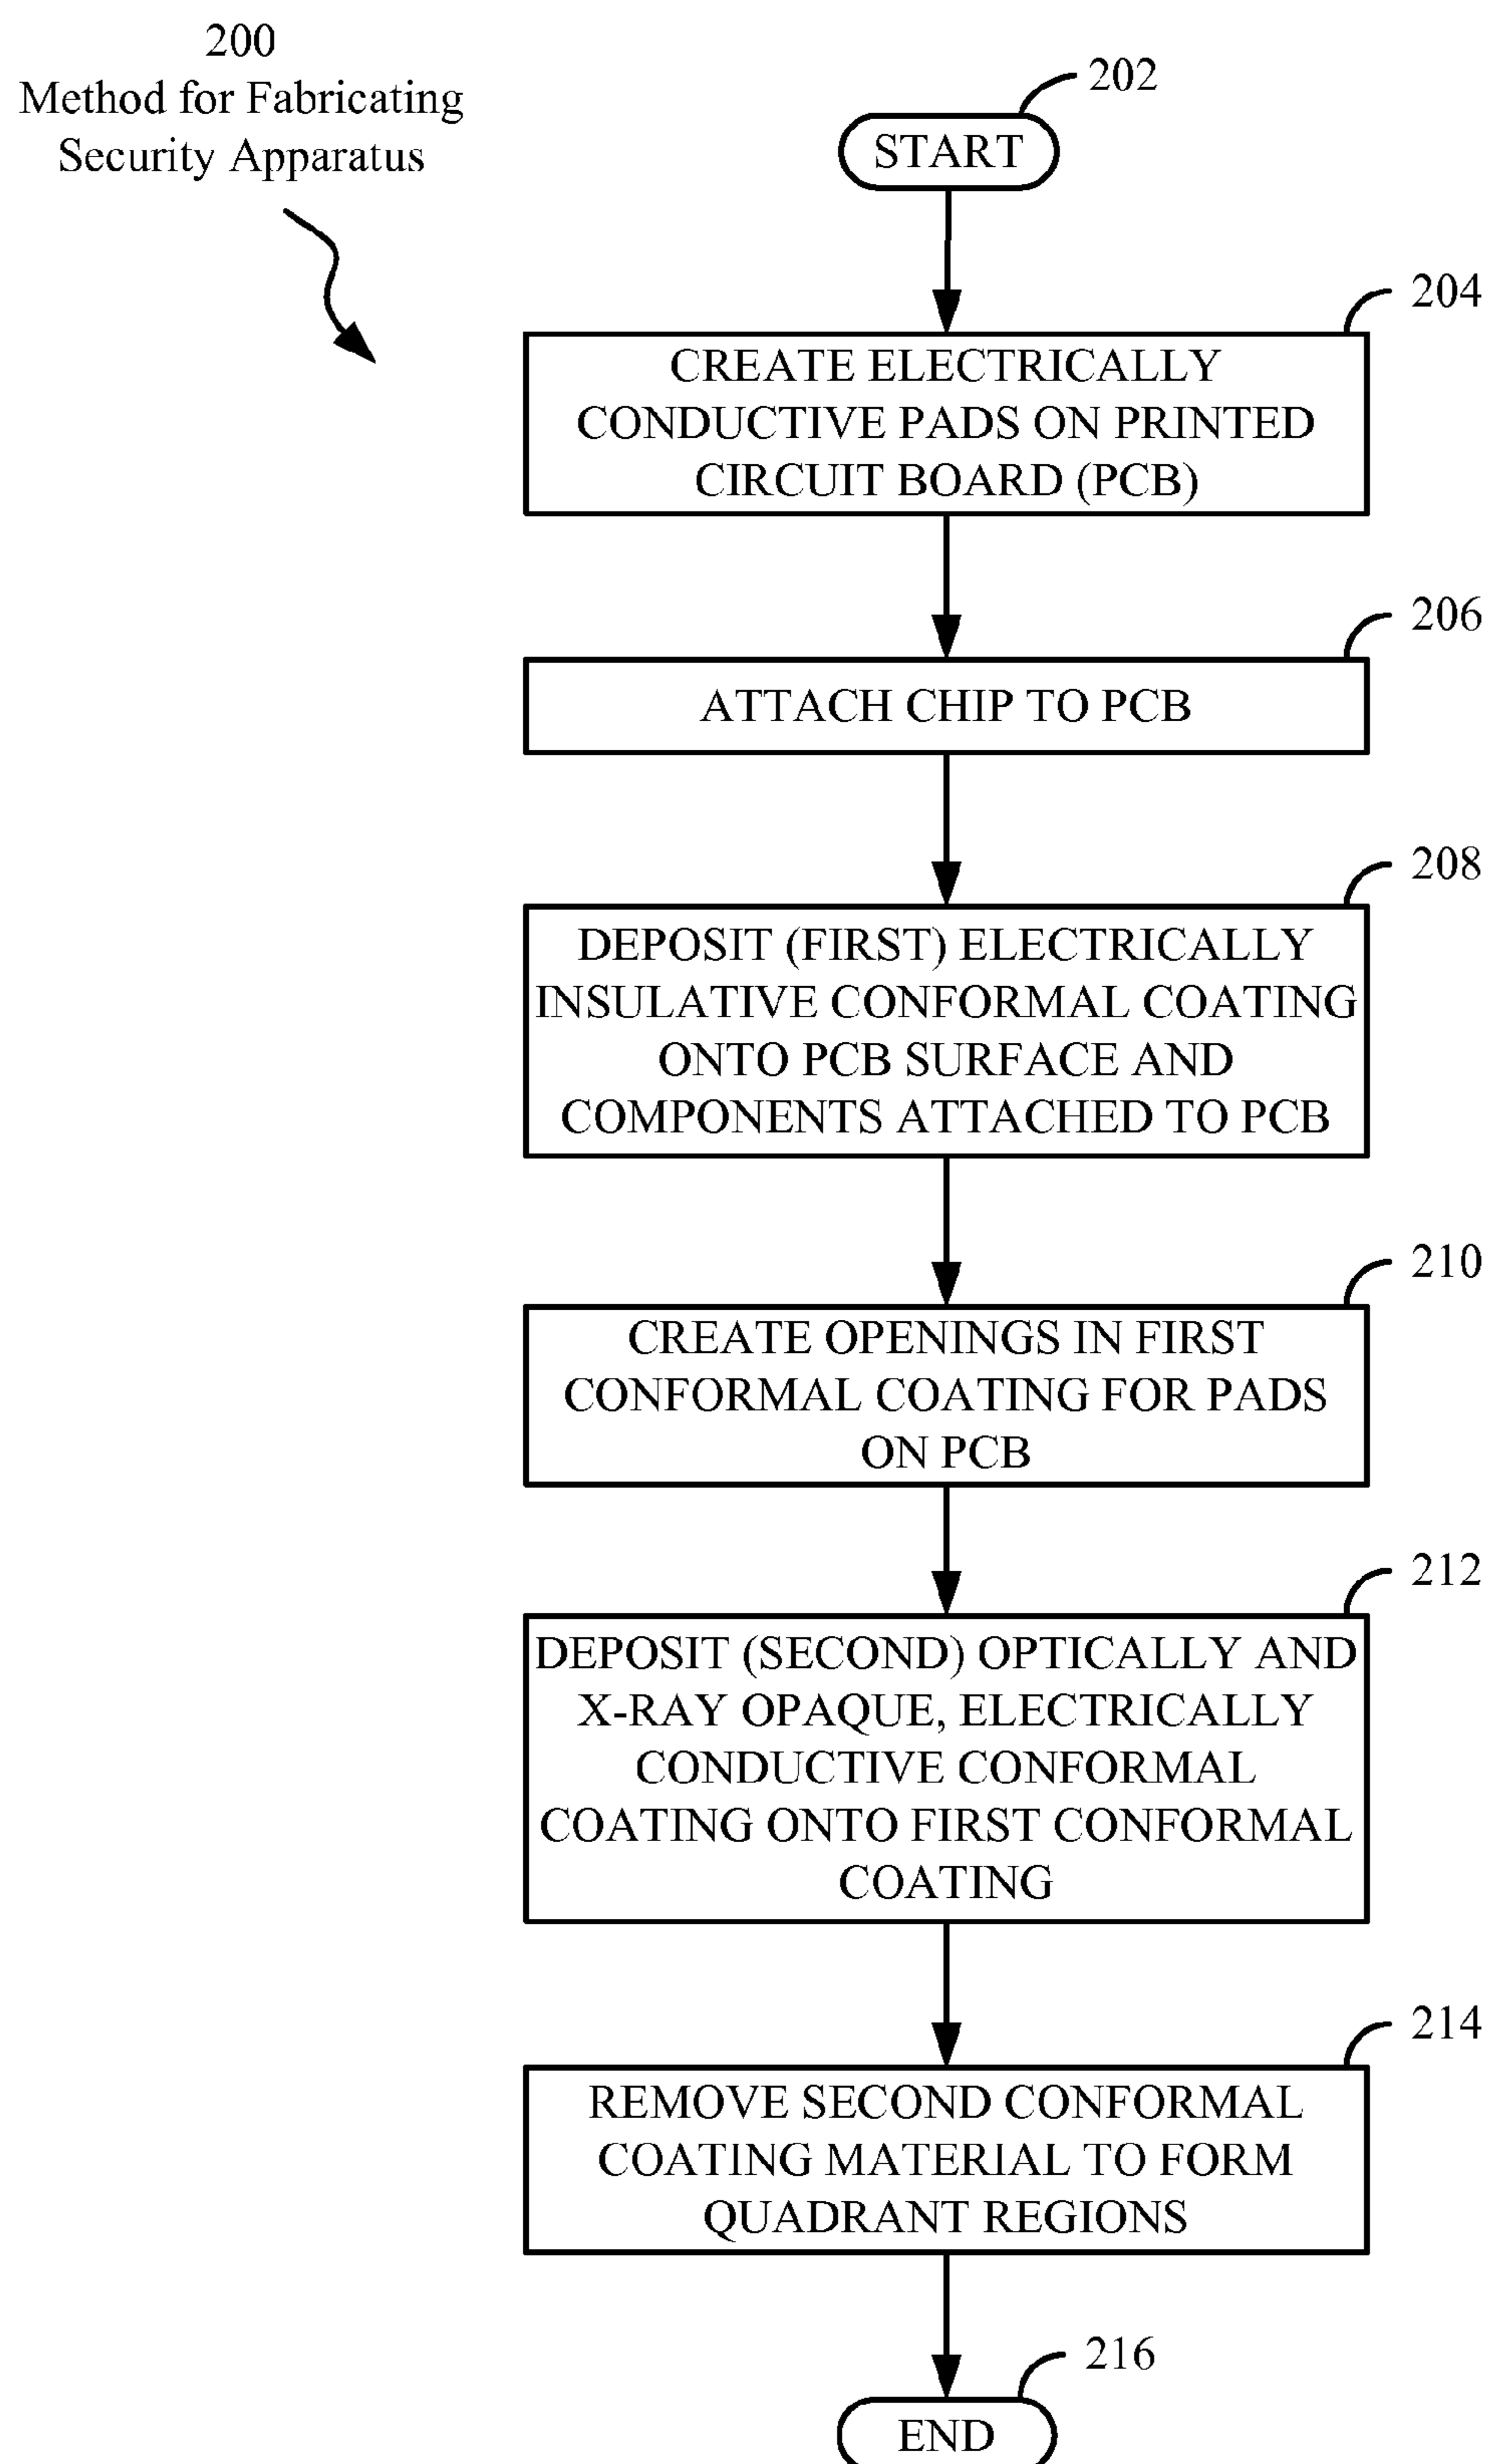 200
Method for Fabricating
Security Apparatus
202
START
204
CREATE ELECTRICALLY
CONDUCTIVE PADS ON PRINTED
CIRCUIT BOARD (PCB)
206
ATTACH CHIP TO PCB
208
DEPOSIT (FIRST) ELECTRICALLY
INSULATIVE CONFORMAL COATING
ONTO PCB SURFACE AND
COMPONENTS ATTACHED TO PCB
210
CREATE OPENINGS IN FIRST
CONFORMAL COATING FOR PADS
ON PCB
212
DEPOSIT (SECOND) OPTICALLY AND
X-RAY OPAQUE, ELECTRICALLY
CONDUCTIVE CONFORMAL
COATING ONTO FIRST CONFORMAL
COATING
214
REMOVE SECOND CONFORMAL
COATING MATERIAL TO FORM
QUADRANT REGIONS
216
END